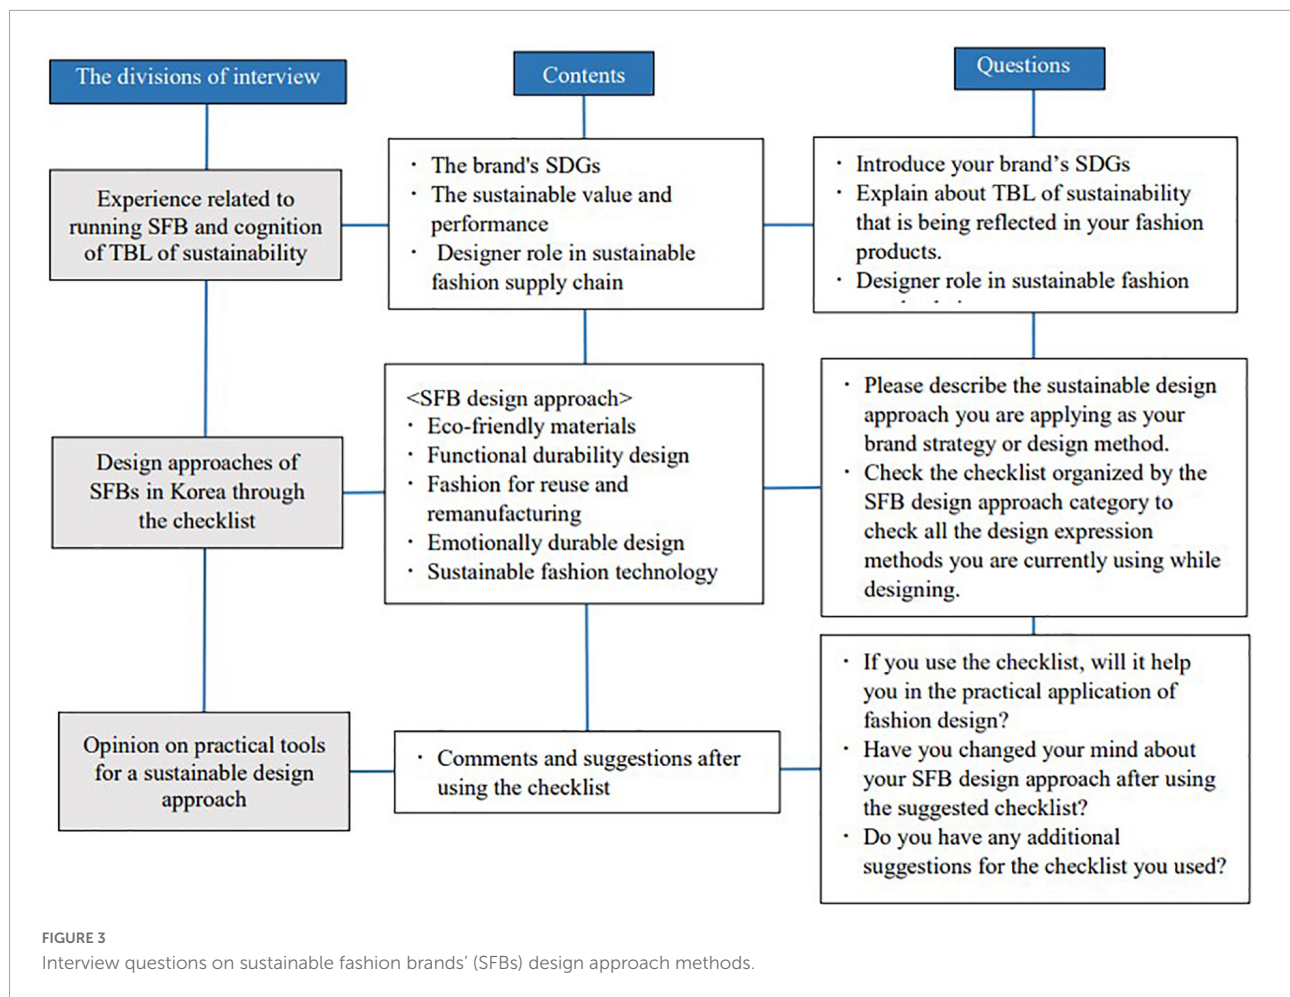 The divisions of interview
Contents
Questions
Experience related to
running SFB and cognition
of TBL of sustainability
· The brand's SDGs
· The sustainable value and
performance
· Designer role in sustainable
fashion supply chain
· Introduce your brand’s SDGs
· Explain about TBL of sustainability
that is being reflected in your fashion
products.
· Designer role in sustainable fashion
Design approaches of
SFBs in Korea through
the checklist
<SFB design approach>
· Eco-friendly materials
· Functional durability design
· Fashion for reuse and
remanufacturing
· Emotionally durable design
· Sustainable fashion technology
· Please describe the sustainable design
approach you are applying as your
brand strategy or design method.
· Check the checklist organized by the
SFB design approach category to
check all the design expression
methods you are currently using while
designing.
Opinion on practical tools
for a sustainable design
approach
· Comments and suggestions after
using the checklist
· If you use the checklist, will it help
you in the practical application of
fashion design?
· Have you changed your mind about
your SFB design approach after using
the suggested checklist?
· Do you have any additional
suggestions for the checklist you used?
FIGURE 3
Interview questions on sustainable fashion brands’ (SFBs) design approach methods.